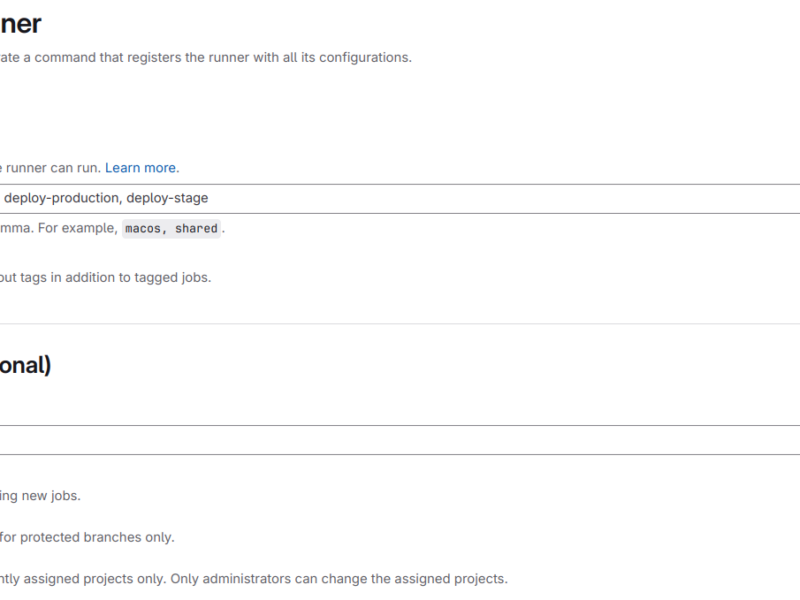 ner
ate a command that registers the runner with all its configurations.
e runner can run. Learn more.
deploy-production, deploy-stage
mma. For example, macos, shared.
out tags in addition to tagged jobs.
onal)
ing new jobs.
for protected branches only.
ntly assigned projects only. Only administrators can change the assigned projects.